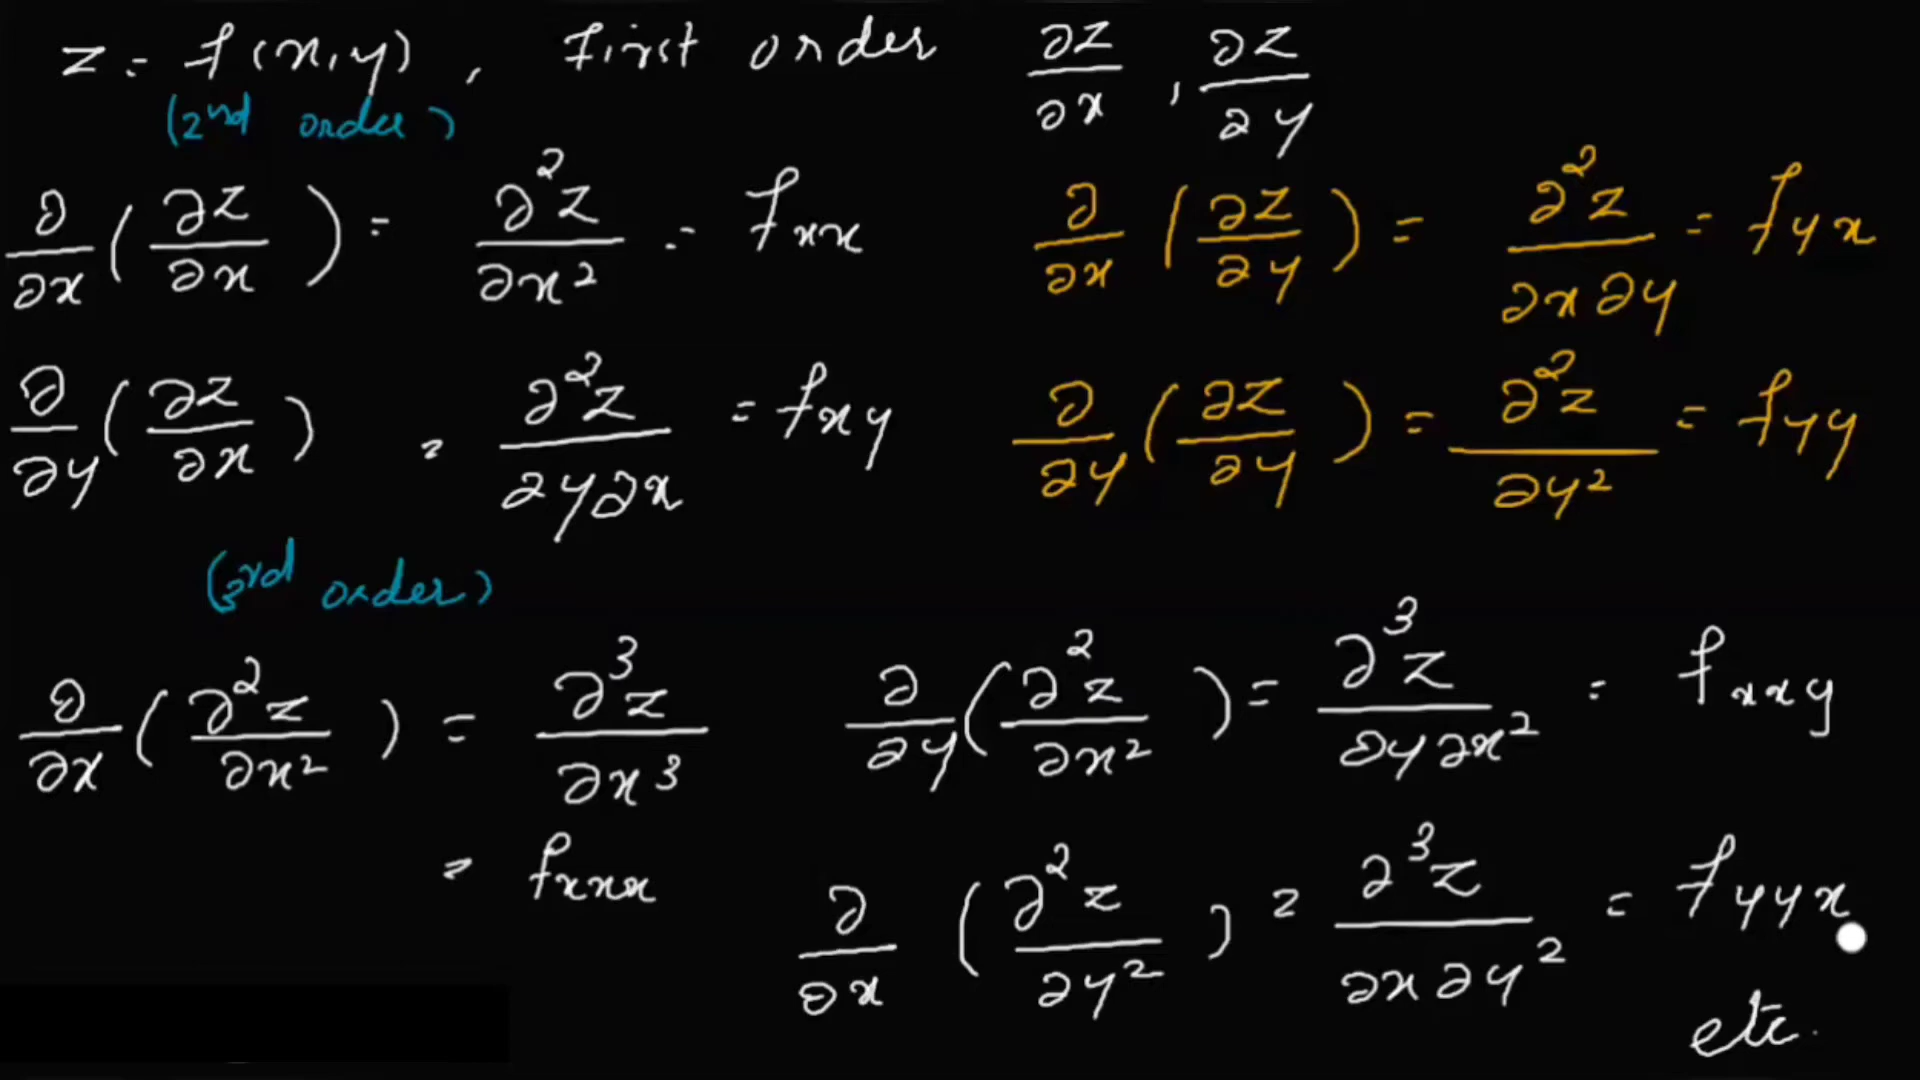 z = f(x,y), First order ∂z/∂x , ∂z/∂y
(2nd order)
∂/∂x (∂z/∂x) = ∂²z/∂x² = fxx
∂/∂x (∂z/∂y) = ∂²z/∂x∂y = fyx
∂/∂y (∂z/∂x) = ∂²z/∂y∂x = fxy
∂/∂y (∂z/∂y) = ∂²z/∂y² = fyy
(3rd order)
∂/∂x (∂²z/∂x²) = ∂³z/∂x³
= fxxx
∂/∂y (∂²z/∂x²) = ∂³z/∂y∂x² = fxxy
∂/∂x (∂²z/∂y²) = ∂³z/∂x∂y² = fyyx
etc.